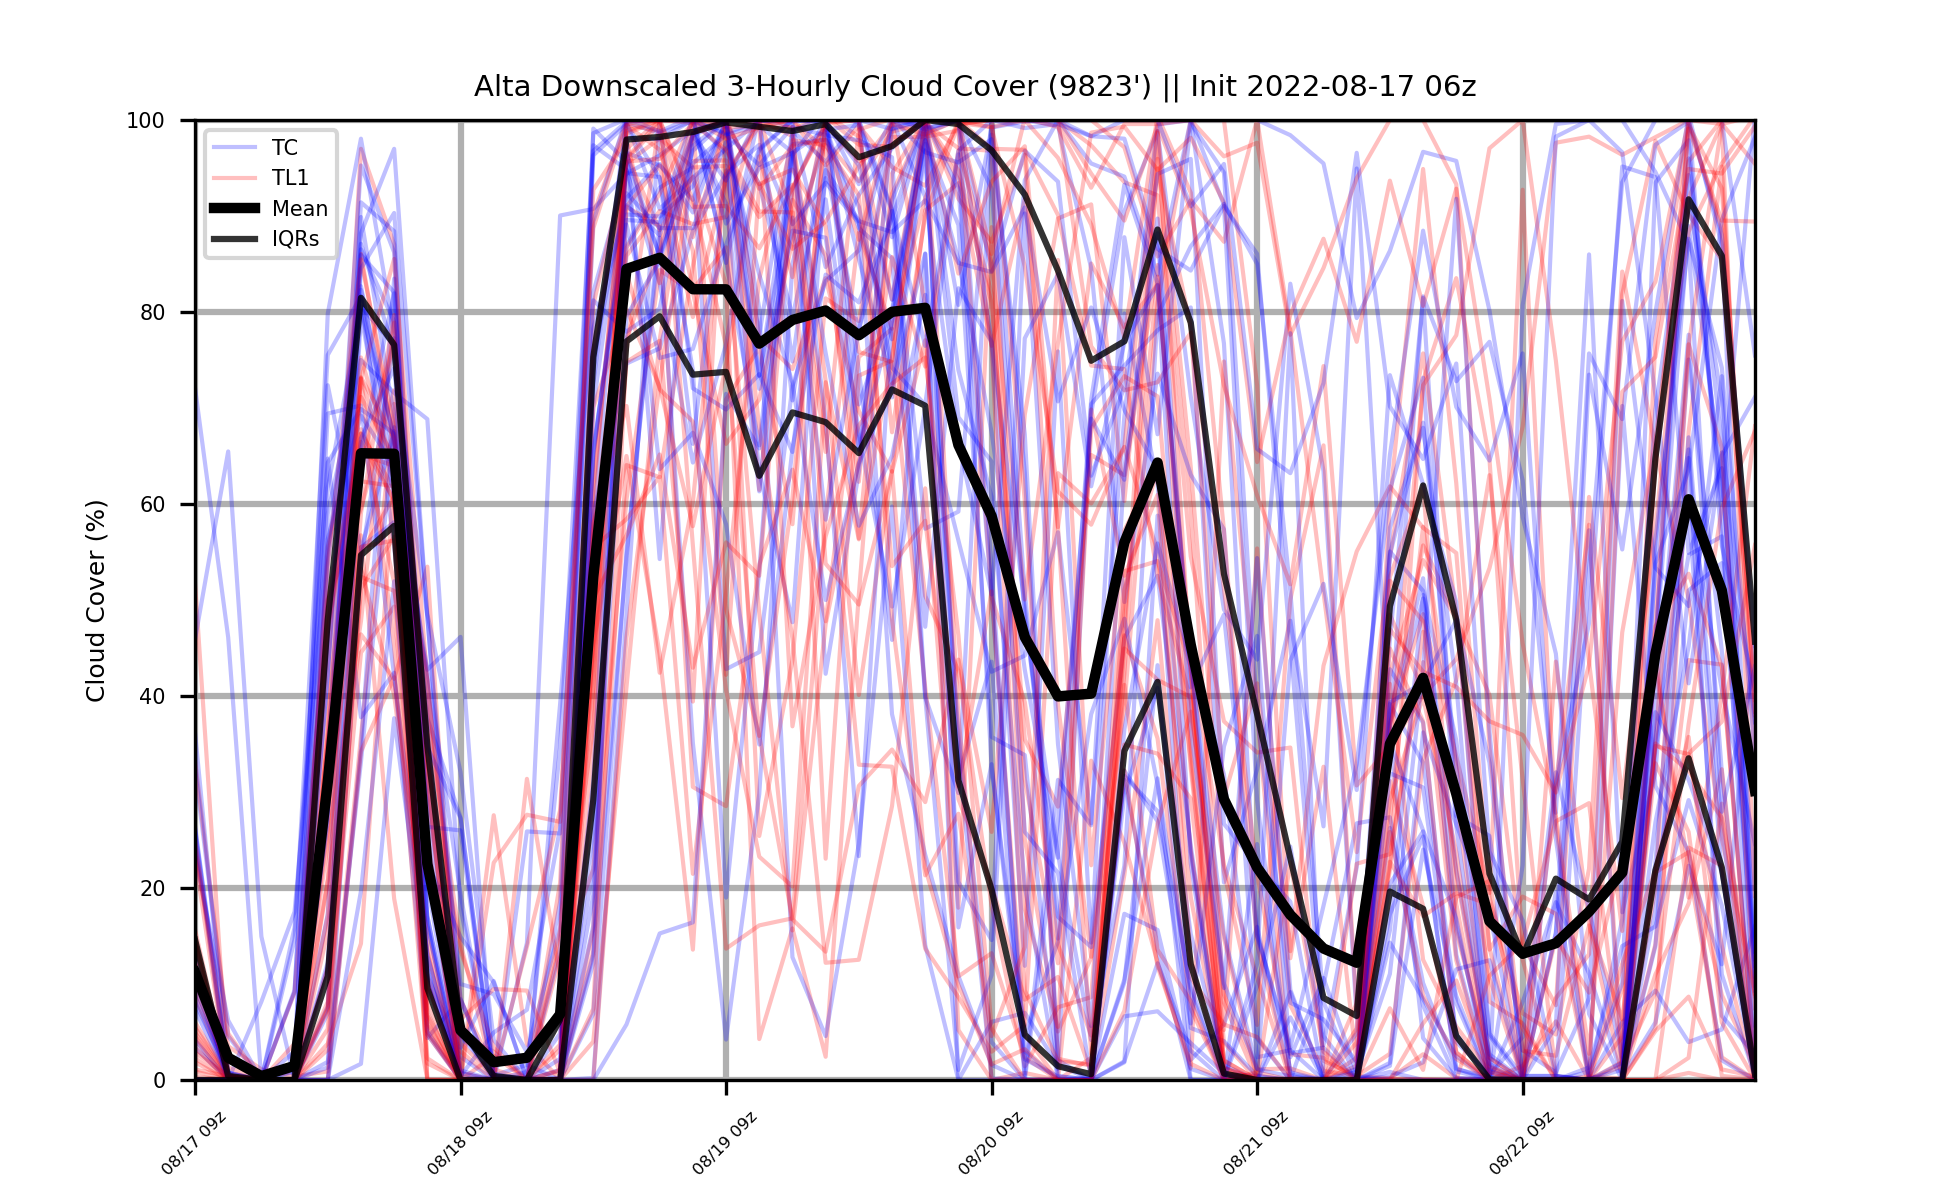 Alta Downscaled 3-Hourly Cloud Cover (9823') || Init 2022-08-17 06z
100
80
60
40
20
0
Cloud Cover (%)
TC
TL1
Mean
IQRs
08/17 09z
08/18 09z
08/19 09z
08/20 09z
08/21 09z
08/22 09z